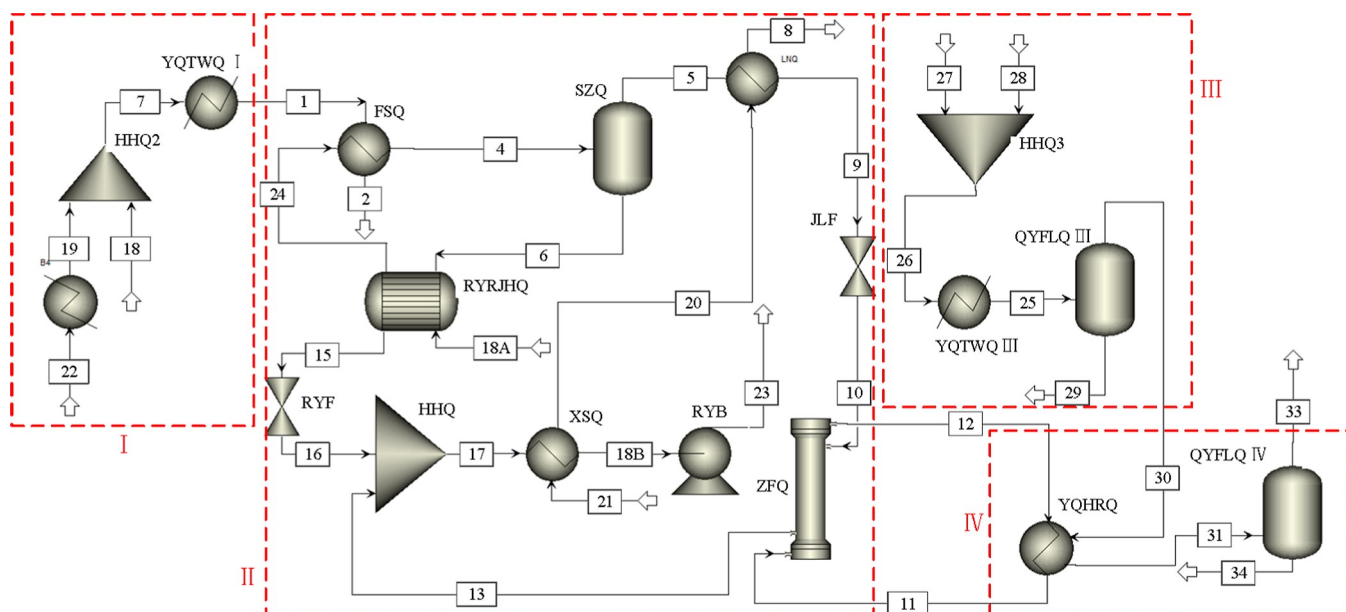 8
YQTWQ I
LNQ
27
28
5
SZQ
7
1
FSQ
III
HHQ2
4
HHQ3
9
24
2
JLF
19
18
6
QYFLQ III
B4
26
RYRJHQ
20
25
18A
YQTWQ III
15
22
23
10
29
RYF
HHQ
XSQ
RYB
33
12
I
16
17
18B
QYFLQ IV
ZFQ
30
21
YQHRQ
IV
31
II
34
13
11